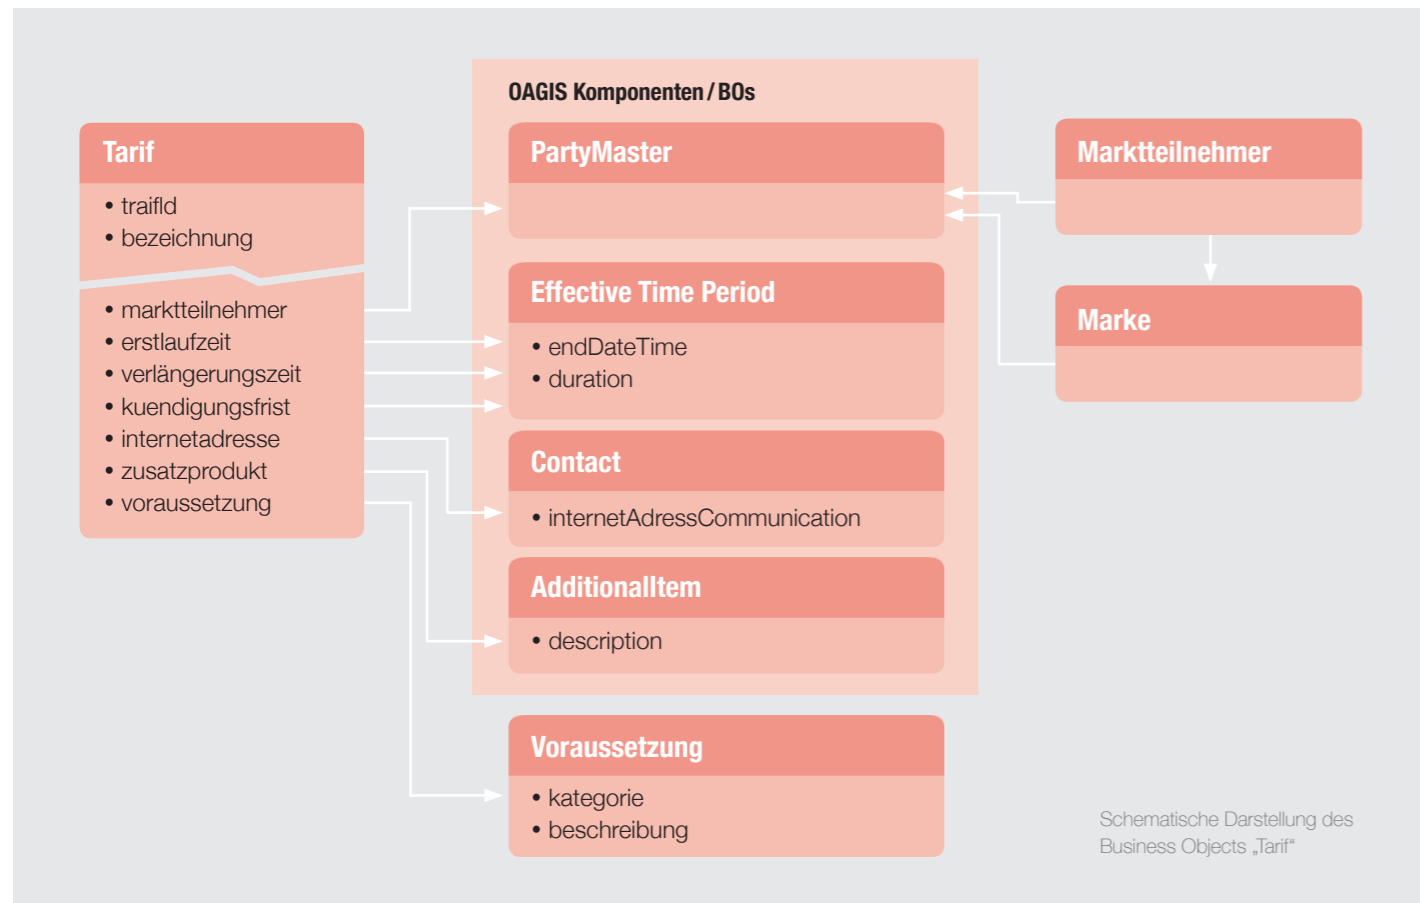 OAGIS Komponenten / BOs
Tarif
• traifId
• bezeichnung
• marktteilnehmer
• erstlaufzeit
• verlängerungszeit
• kuendigungsfrist
• internetadresse
• zusatzprodukt
• voraussetzung
PartyMaster
Effective Time Period
• endDateTime
• duration
Contact
• internetAdressCommunication
AdditionalItem
• description
Voraussetzung
• kategorie
• beschreibung
Marktteilnehmer
Marke
Schematische Darstellung des
Business Objects „Tarif“